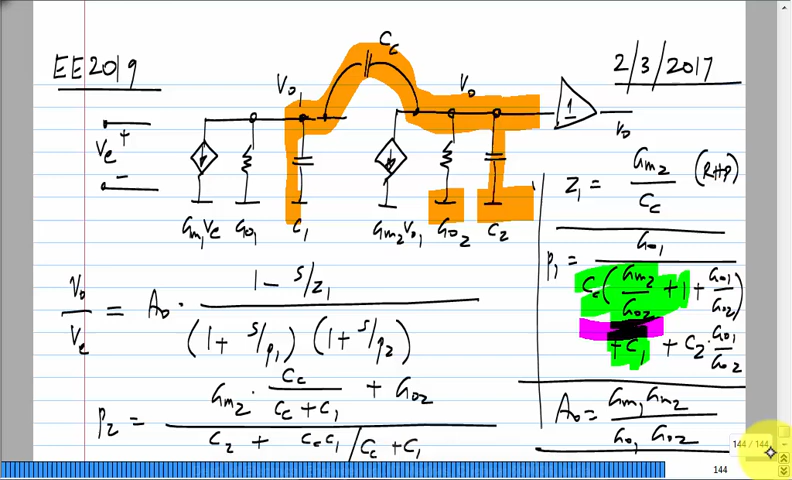 EE2019
2/3/2017
Cc
Vo1
Vo
1
Vo
Ve
+
−
Gm1Ve
Go1
C1
Gm2Vo1
Go2
C2
Z1 = Gm2/Cc (RHP)
p1 = Go1 / Cc(Gm2/Go2 + 1 + Go1/Go2) + C1 + C2·Go1/Go2
Vo/Ve = Ao · (1 − s/z1) / (1 + s/p1)(1 + s/p2)
p2 = (Gm2 · Cc/(Cc + C1) + Go2) / (C2 + CcC1/Cc + C1)
Ao = Gm1Gm2 / Go1Go2
144 / 144
144